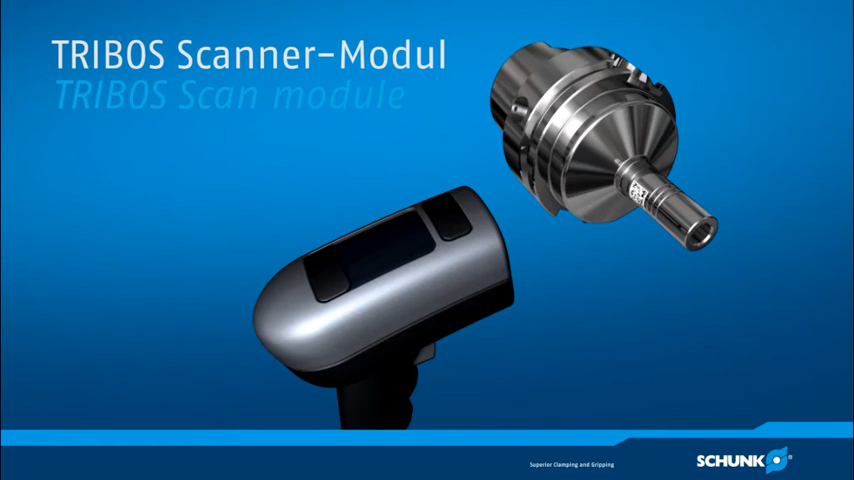 TRIBOS Scanner-Modul
TRIBOS Scan module
Superior Clamping and Gripping
SCHUNK ®